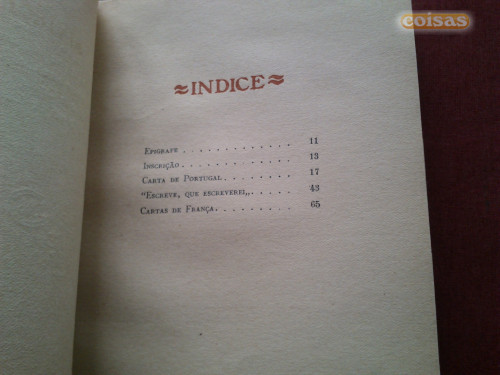 coisas
≈INDICE≈
Epigrafe . . . . . . . . . . . . 11
Inscrição . . . . . . . . . . . . 13
Carta de Portugal . . . . . . . . 17
"Escreve, que escreverei„ . . . . . 43
Cartas de França . . . . . . . . . 65